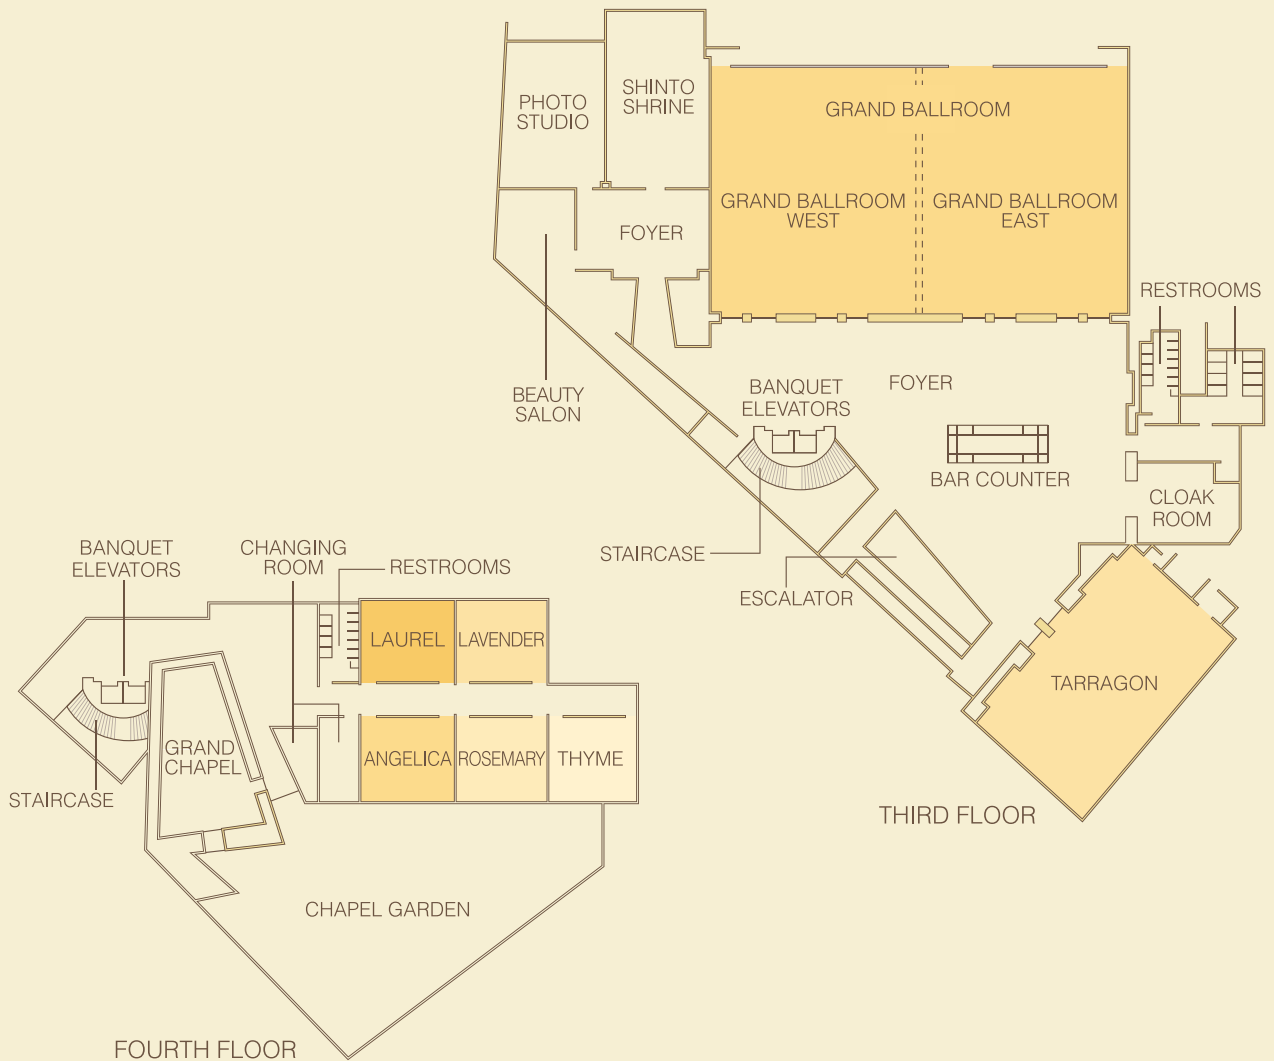 PHOTO
STUDIO
SHINTO
SHRINE
GRAND BALLROOM
GRAND BALLROOM
WEST
GRAND BALLROOM
EAST
FOYER
RESTROOMS
BEAUTY
SALON
BANQUET
ELEVATORS
FOYER
BAR COUNTER
CLOAK
ROOM
STAIRCASE
ESCALATOR
TARRAGON
THIRD FLOOR
BANQUET
ELEVATORS
CHANGING
ROOM
RESTROOMS
LAUREL
LAVENDER
GRAND
CHAPEL
ANGELICA
ROSEMARY
THYME
STAIRCASE
CHAPEL GARDEN
FOURTH FLOOR